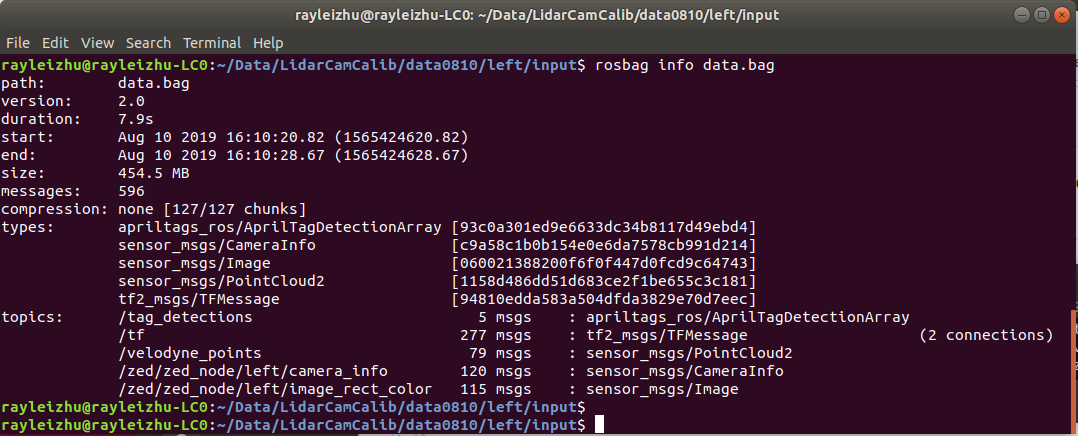 rayleizhu@rayleizhu-LC0: ~/Data/LidarCamCalib/data0810/left/input
File Edit View Search Terminal Help
rayleizhu@rayleizhu-LC0:~/Data/LidarCamCalib/data0810/left/input$ rosbag info data.bag
path:        data.bag
version:     2.0
duration:    7.9s
start:       Aug 10 2019 16:10:20.82 (1565424620.82)
end:         Aug 10 2019 16:10:28.67 (1565424628.67)
size:        454.5 MB
messages:    596
compression: none [127/127 chunks]
types:       apriltags_ros/AprilTagDetectionArray [93c0a301ed9e6633dc34b8117d49ebd4]
             sensor_msgs/CameraInfo               [c9a58c1b0b154e0e6da7578cb991d214]
             sensor_msgs/Image                    [060021388200f6f0f447d0fcd9c64743]
             sensor_msgs/PointCloud2              [1158d486dd51d683ce2f1be655c3c181]
             tf2_msgs/TFMessage                   [94810edda583a504dfda3829e70d7eec]
topics:      /tag_detections                         5 msgs    : apriltags_ros/AprilTagDetectionArray
             /tf                                   277 msgs    : tf2_msgs/TFMessage                   (2 connections)
             /velodyne_points                       79 msgs    : sensor_msgs/PointCloud2
             /zed/zed_node/left/camera_info        120 msgs    : sensor_msgs/CameraInfo
             /zed/zed_node/left/image_rect_color   115 msgs    : sensor_msgs/Image
rayleizhu@rayleizhu-LC0:~/Data/LidarCamCalib/data0810/left/input$
rayleizhu@rayleizhu-LC0:~/Data/LidarCamCalib/data0810/left/input$